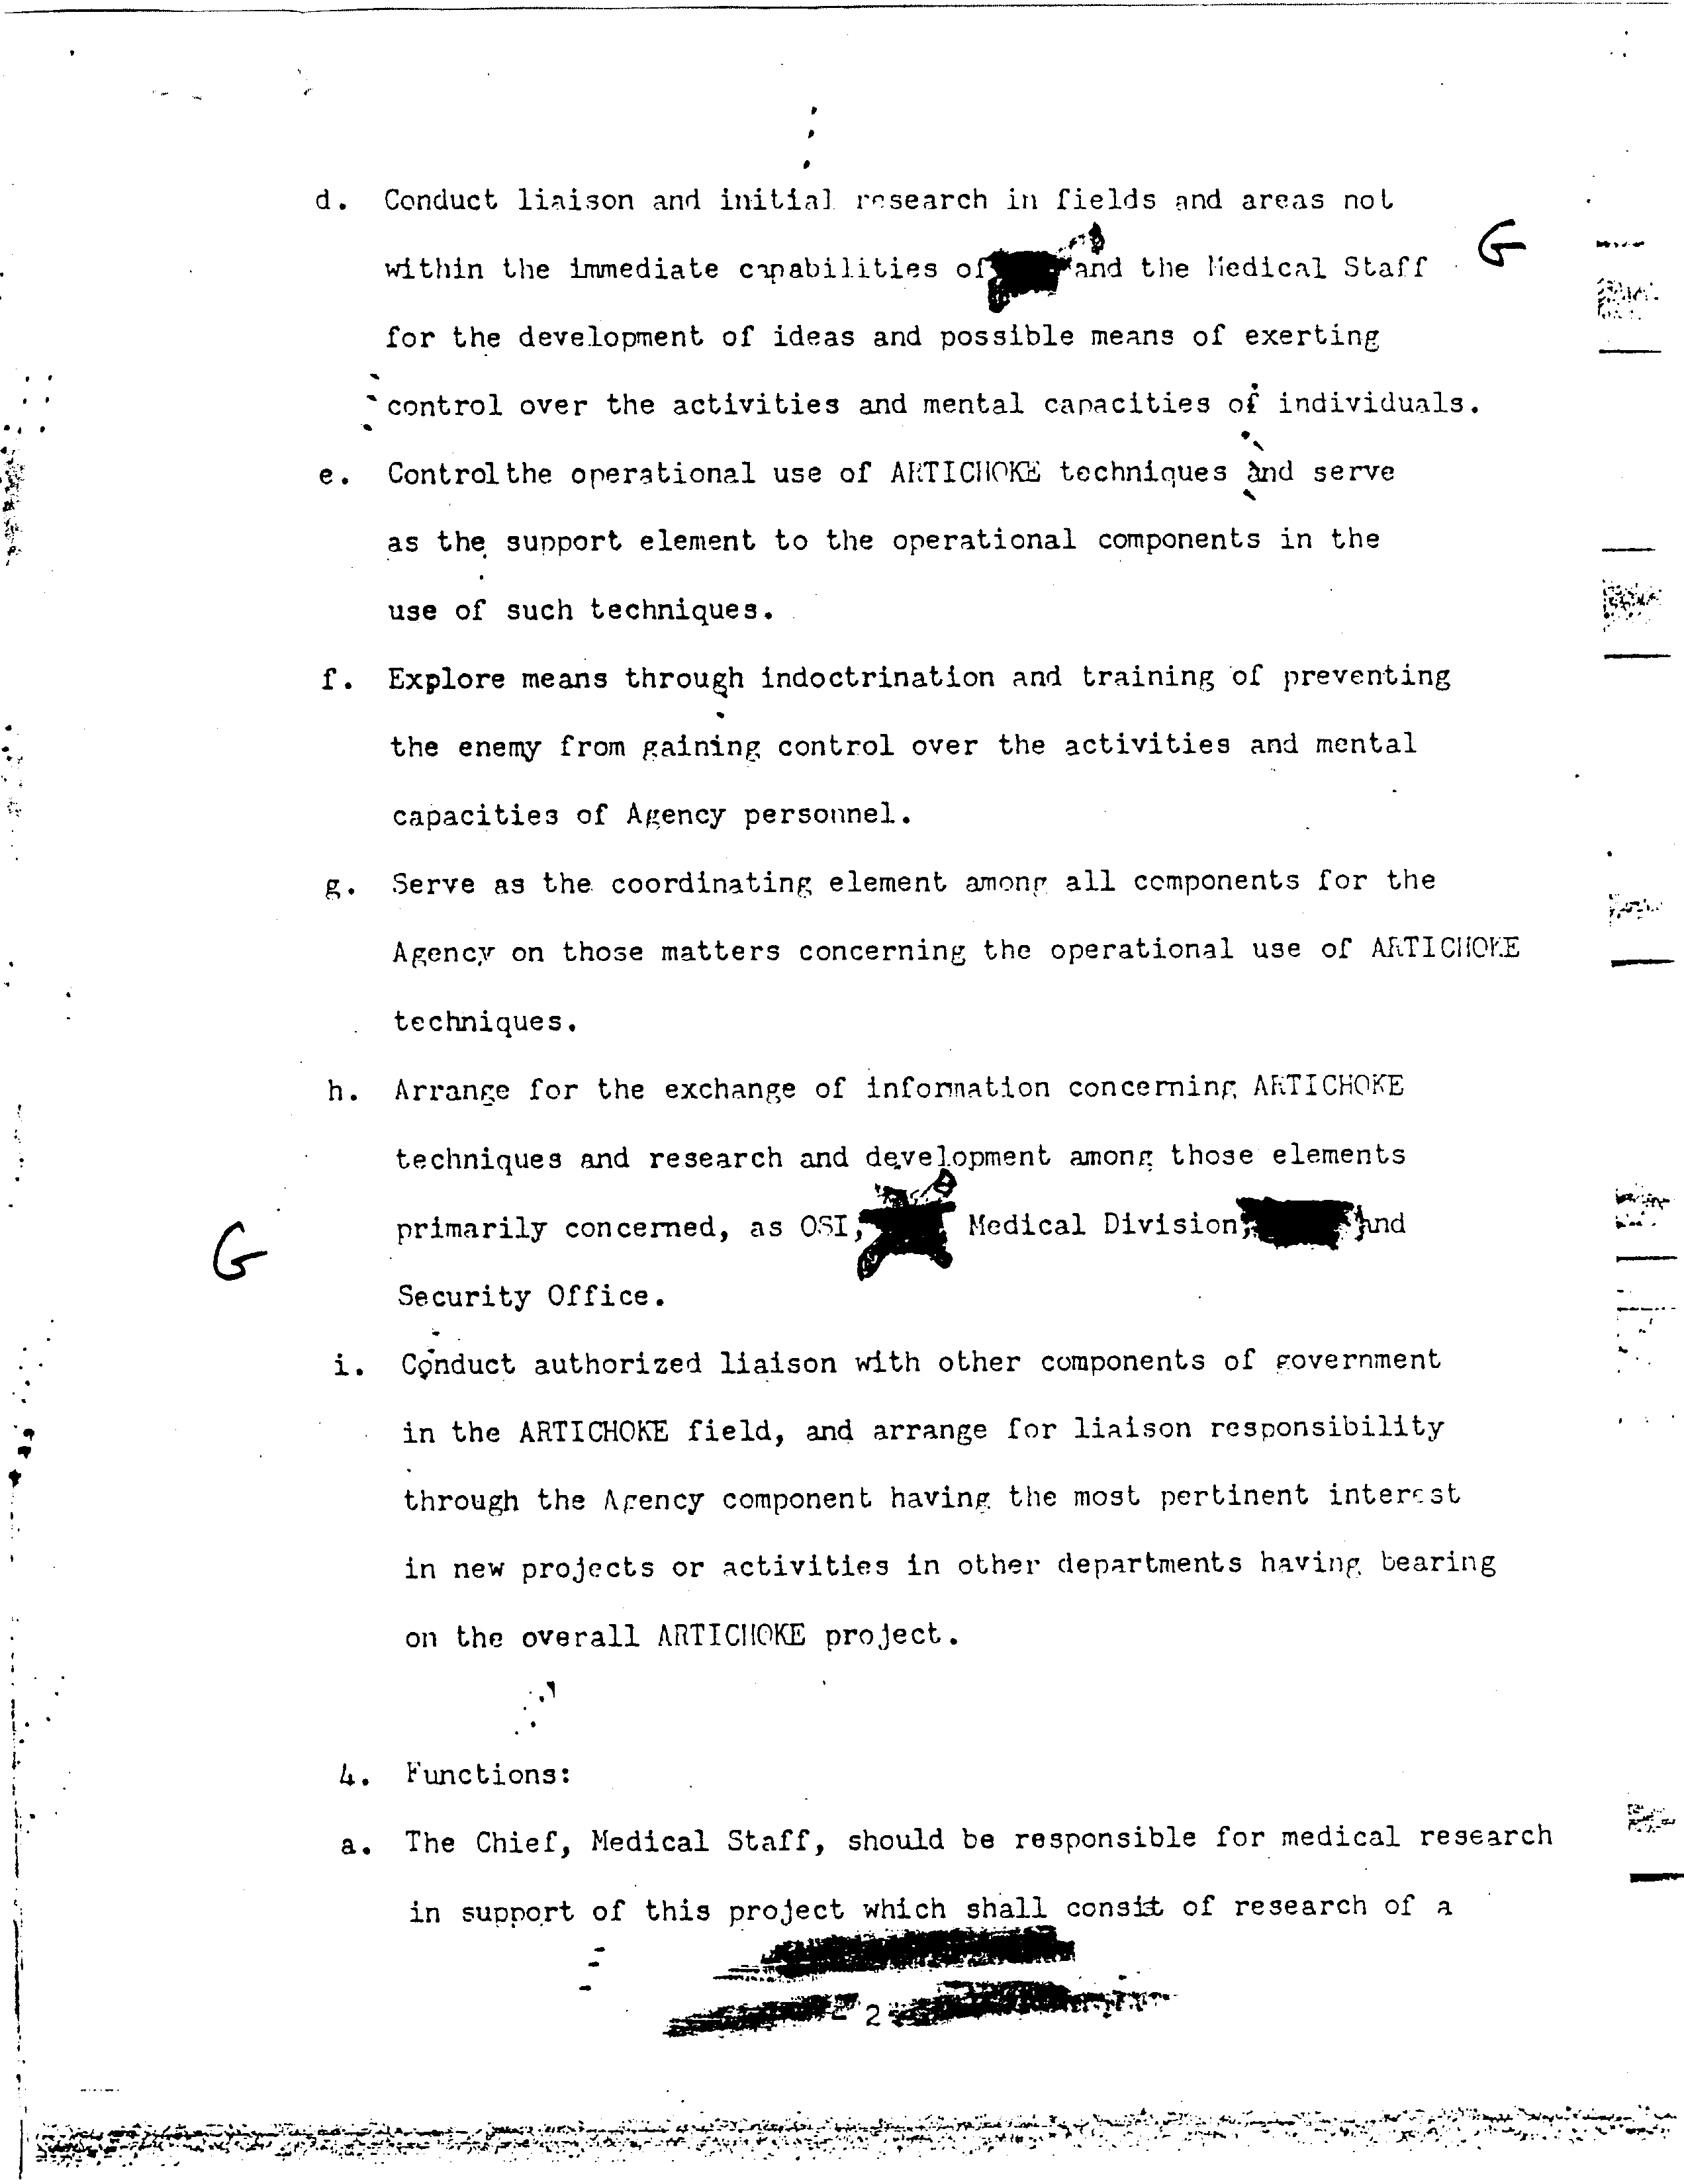 d. Conduct liaison and initial research in fields and areas not
within the immediate capabilities of and the Medical Staff
G
for the development of ideas and possible means of exerting
control over the activities and mental capacities of individuals.
e. Control the operational use of ARTICHOKE techniques and serve
as the support element to the operational components in the
use of such techniques.
f. Explore means through indoctrination and training of preventing
the enemy from gaining control over the activities and mental
capacities of Agency personnel.
g. Serve as the coordinating element among all components for the
Agency on those matters concerning the operational use of ARTICHOKE
techniques.
h. Arrange for the exchange of information concerning ARTICHOKE
techniques and research and development among those elements
primarily concerned, as OSI, Medical Division, and
G
Security Office.
i. Conduct authorized liaison with other components of government
in the ARTICHOKE field, and arrange for liaison responsibility
through the Agency component having the most pertinent interest
in new projects or activities in other departments having bearing
on the overall ARTICHOKE project.
4. Functions:
a. The Chief, Medical Staff, should be responsible for medical research
in support of this project which shall consit of research of a
2